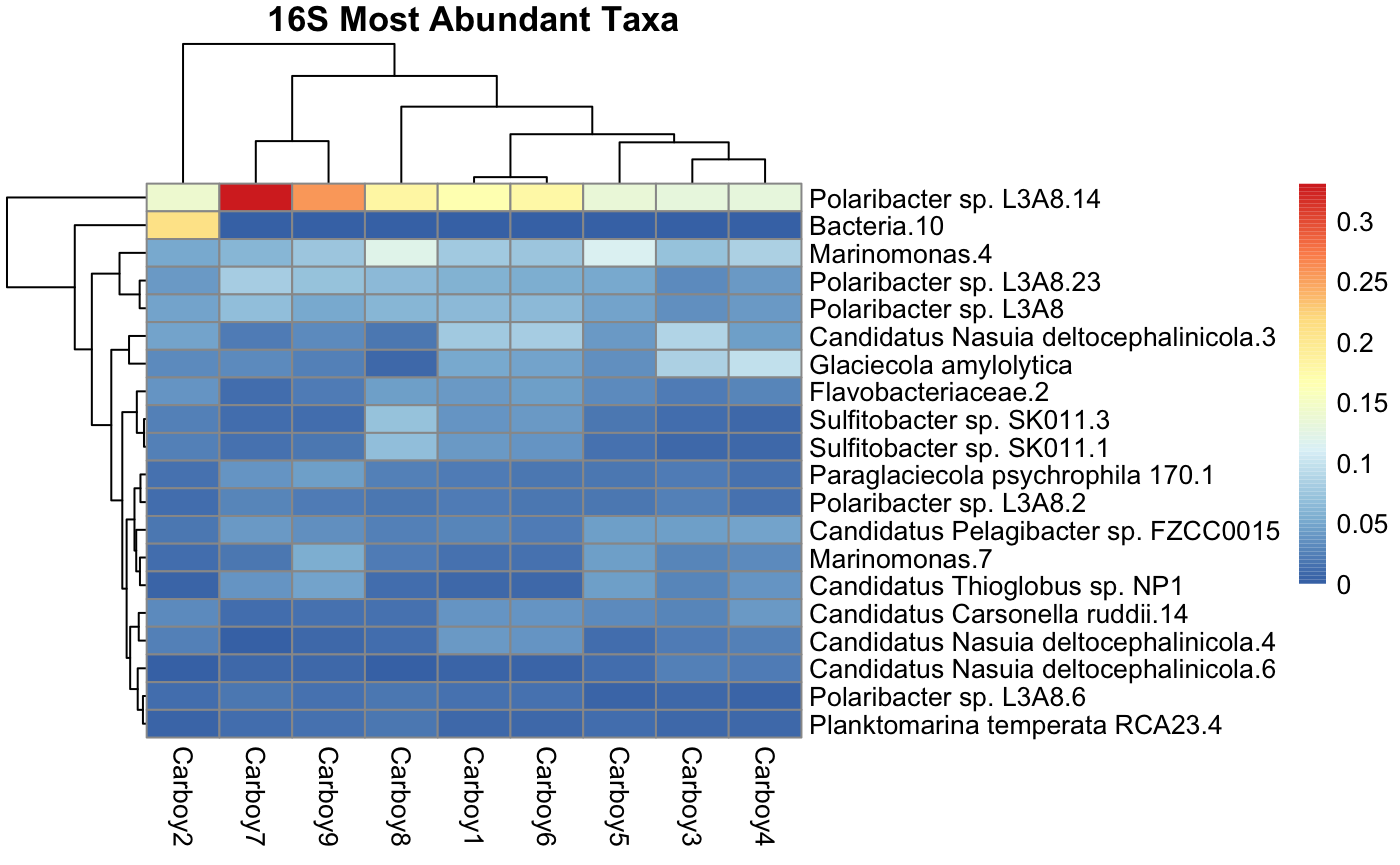 16S Most Abundant Taxa
Polaribacter sp. L3A8.14
Bacteria.10
Marinomonas.4
Polaribacter sp. L3A8.23
Polaribacter sp. L3A8
Candidatus Nasuia deltocephalinicola.3
Glaciecola amylolytica
Flavobacteriaceae.2
Sulfitobacter sp. SK011.3
Sulfitobacter sp. SK011.1
Paraglaciecola psychrophila 170.1
Polaribacter sp. L3A8.2
Candidatus Pelagibacter sp. FZCC0015
Marinomonas.7
Candidatus Thioglobus sp. NP1
Candidatus Carsonella ruddii.14
Candidatus Nasuia deltocephalinicola.4
Candidatus Nasuia deltocephalinicola.6
Polaribacter sp. L3A8.6
Planktomarina temperata RCA23.4
0.3
0.25
0.2
0.15
0.1
0.05
0
Carboy2
Carboy7
Carboy9
Carboy8
Carboy1
Carboy6
Carboy5
Carboy3
Carboy4